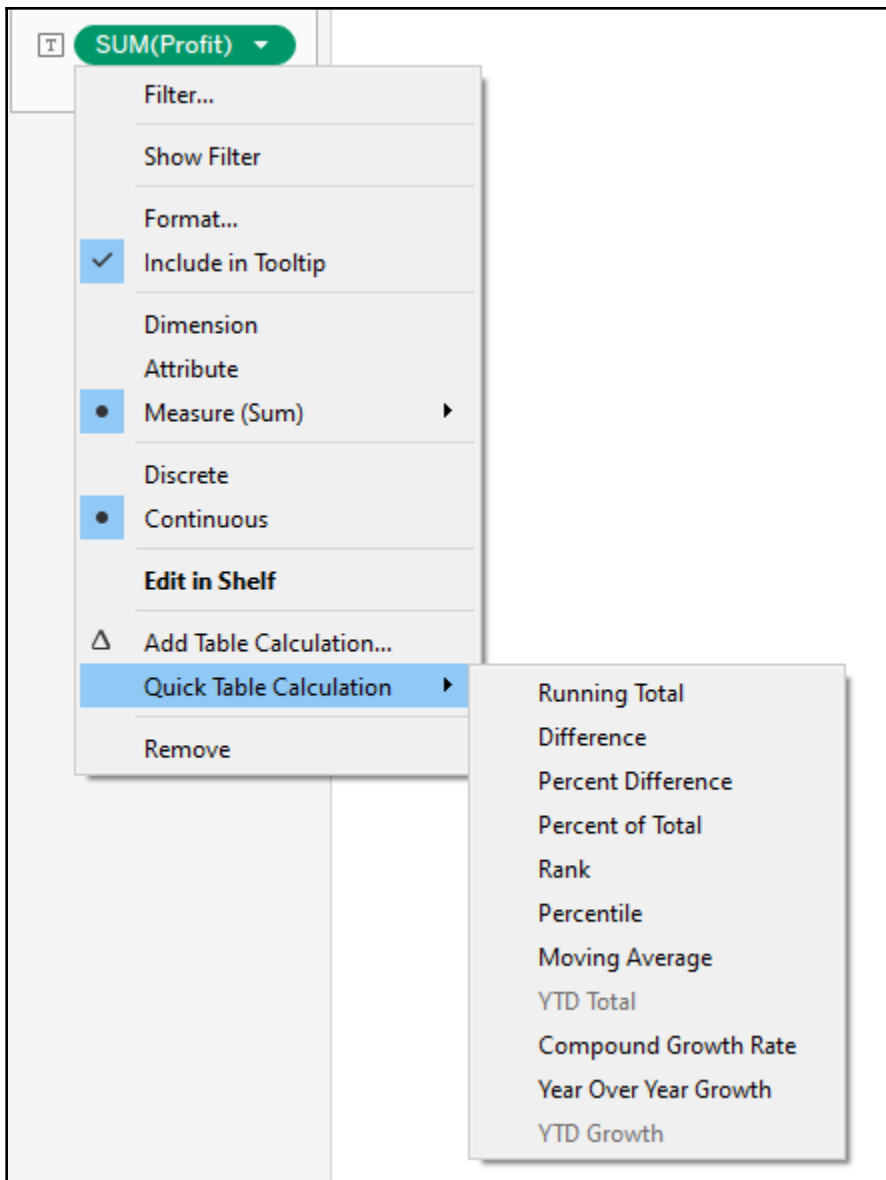 T SUM(Profit)
Filter...
Show Filter
Format...
Include in Tooltip
Dimension
Attribute
Measure (Sum)
Discrete
Continuous
Edit in Shelf
Add Table Calculation...
Quick Table Calculation
Remove
Running Total
Difference
Percent Difference
Percent of Total
Rank
Percentile
Moving Average
YTD Total
Compound Growth Rate
Year Over Year Growth
YTD Growth